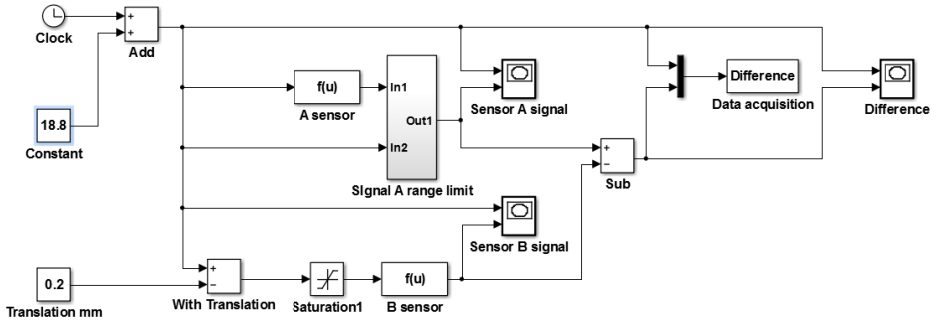 Clock
+
+
Add
18.8
Constant
f(u)
A sensor
In1
Out1
In2
SIgnal A range limit
Sensor A signal
Difference
Data acquisition
Difference
+
−
Sub
Sensor B signal
0.2
Translation mm
+
−
With Translation
Saturation1
f(u)
B sensor